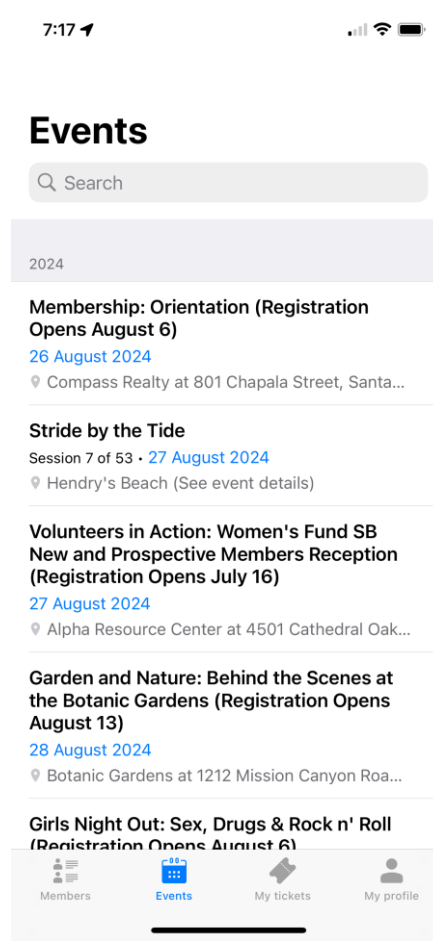 7:17
Events
Search
2024
Membership: Orientation (Registration
Opens August 6)
26 August 2024
Compass Realty at 801 Chapala Street, Santa...
Stride by the Tide
Session 7 of 53 • 27 August 2024
Hendry's Beach (See event details)
Volunteers in Action: Women's Fund SB
New and Prospective Members Reception
(Registration Opens July 16)
27 August 2024
Alpha Resource Center at 4501 Cathedral Oak...
Garden and Nature: Behind the Scenes at
the Botanic Gardens (Registration Opens
August 13)
28 August 2024
Botanic Gardens at 1212 Mission Canyon Roa...
Girls Night Out: Sex, Drugs & Rock n' Roll
(Registration Opens August 6)
Members
Events
My tickets
My profile